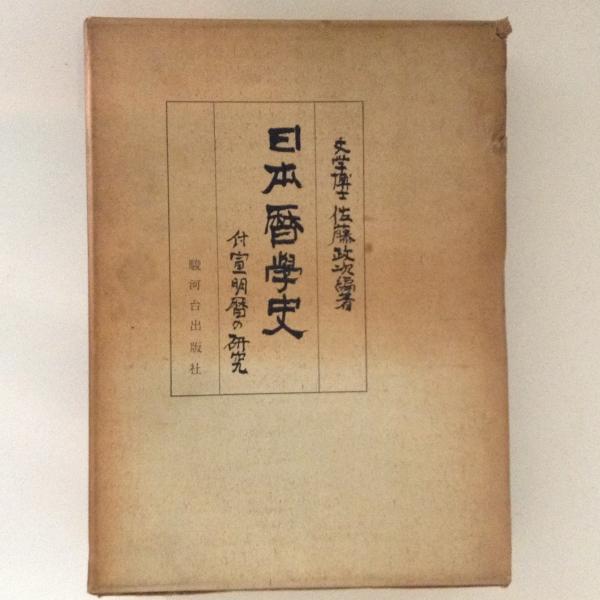 文学博士 佐藤政次編著
日本暦學史
付 宣明暦の研究
駿河台出版社